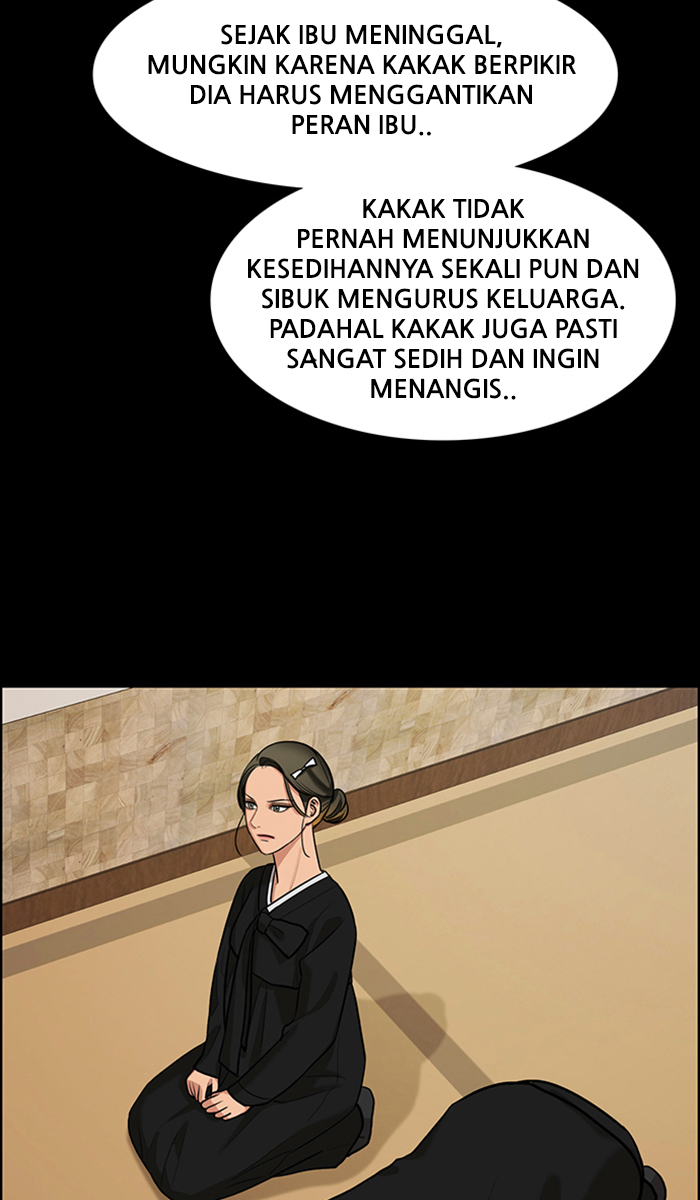 SEJAK IBU MENINGGAL,
MUNGKIN KARENA KAKAK BERPIKIR
DIA HARUS MENGGANTIKAN
PERAN IBU..
KAKAK TIDAK
PERNAH MENUNJUKKAN
KESEDIHANNYA SEKALI PUN DAN
SIBUK MENGURUS KELUARGA.
PADAHAL KAKAK JUGA PASTI
SANGAT SEDIH DAN INGIN
MENANGIS..